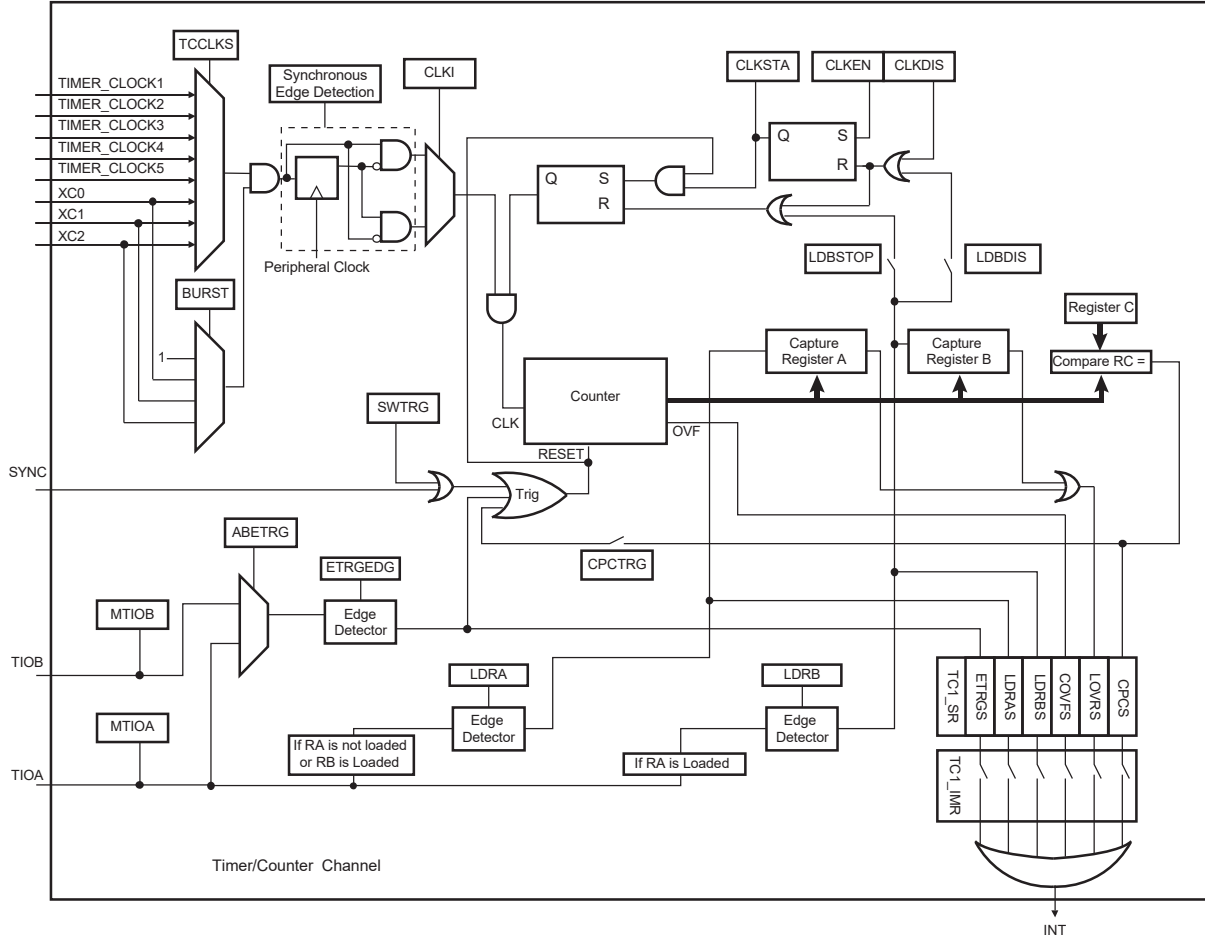 TCCLKS
TIMER_CLOCK1
TIMER_CLOCK2
TIMER_CLOCK3
TIMER_CLOCK4
TIMER_CLOCK5
XC0
XC1
XC2
Synchronous
Edge Detection
CLKI
Peripheral Clock
CLKSTA
CLKEN
CLKDIS
Q
S
R
Q
S
R
LDBSTOP
LDBDIS
BURST
1
Register C
Capture
Register A
Capture
Register B
Compare RC =
Counter
CLK
OVF
RESET
SWTRG
SYNC
Trig
CPCTRG
ABETRG
ETRGEDG
Edge
Detector
MTIOB
TIOB
MTIOA
TIOA
LDRA
Edge
Detector
If RA is not loaded
or RB is Loaded
LDRB
Edge
Detector
If RA is Loaded
TC1_SR
ETRGS
LDRAS
LDRBS
COVFS
LOVRS
CPCS
TC1_IMR
Timer/Counter Channel
INT